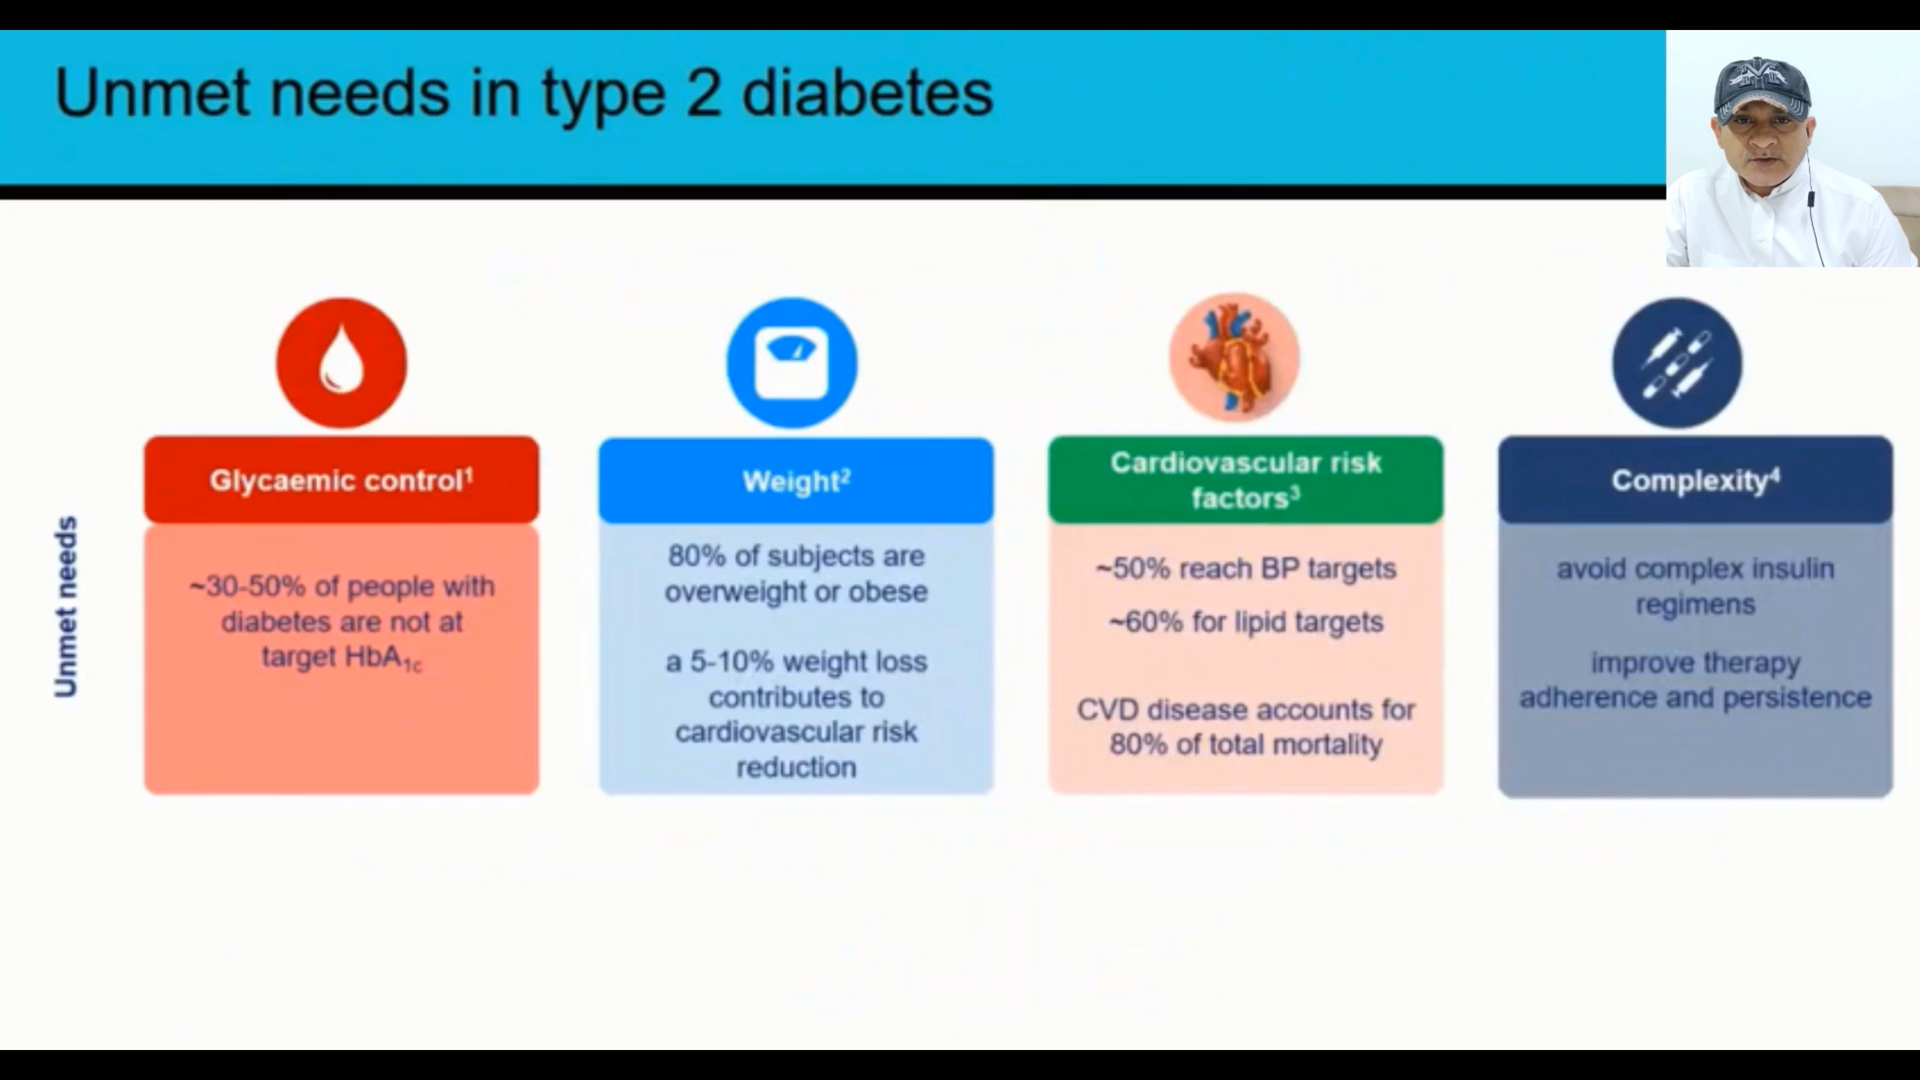 Unmet needs in type 2 diabetes
Unmet needs
Glycaemic control¹
~30-50% of people with
diabetes are not at
target HbA₁c
Weight²
80% of subjects are
overweight or obese
a 5-10% weight loss
contributes to
cardiovascular risk
reduction
Cardiovascular risk
factors³
~50% reach BP targets
~60% for lipid targets
CVD disease accounts for
80% of total mortality
Complexity⁴
avoid complex insulin
regimens
improve therapy
adherence and persistence